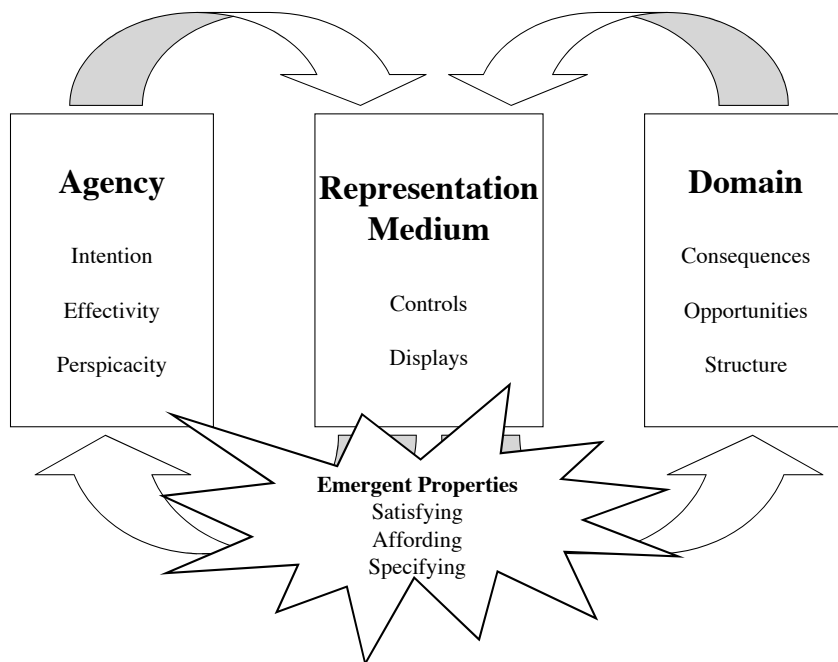 Agency
Intention
Effectivity
Perspicacity
Representation
Medium
Controls
Displays
Domain
Consequences
Opportunities
Structure
Emergent Properties
Satisfying
Affording
Specifying